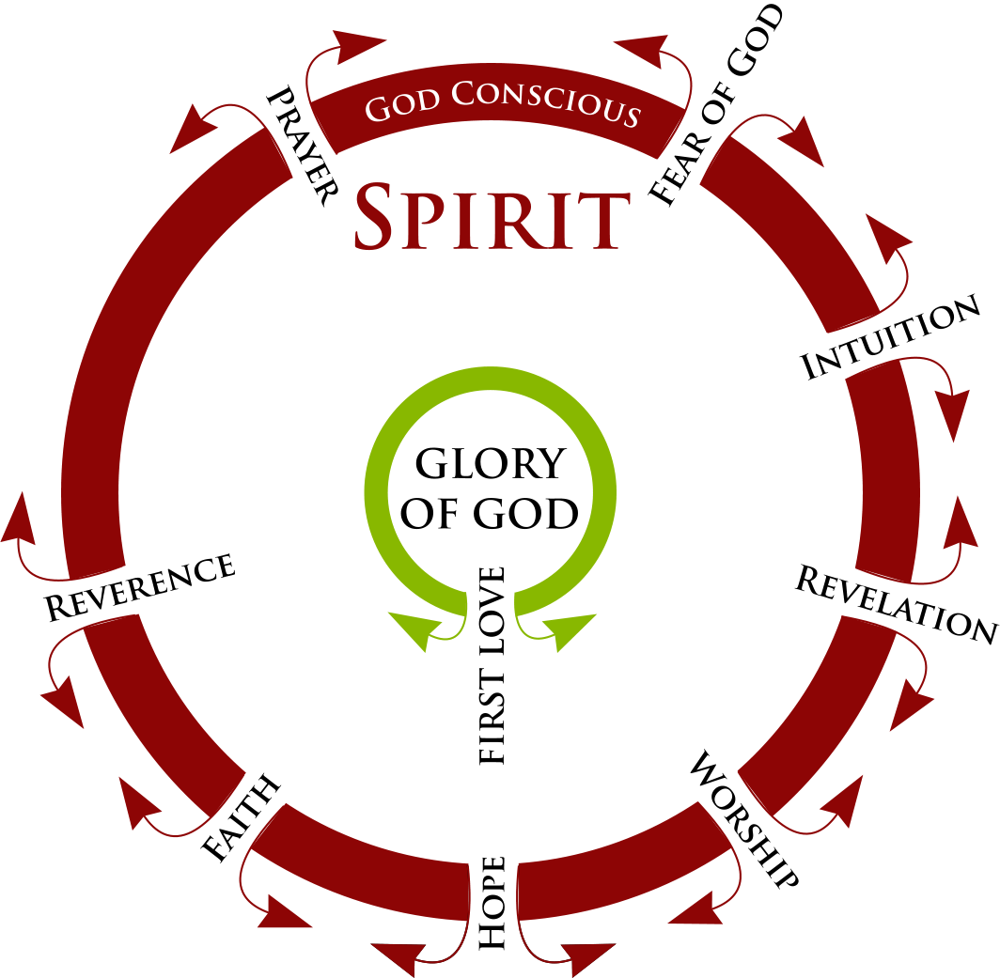 God Conscious
Spirit
Prayer
Fear of God
Intuition
Revelation
Worship
Hope
Faith
Reverence
GLORY
OF GOD
FIRST LOVE